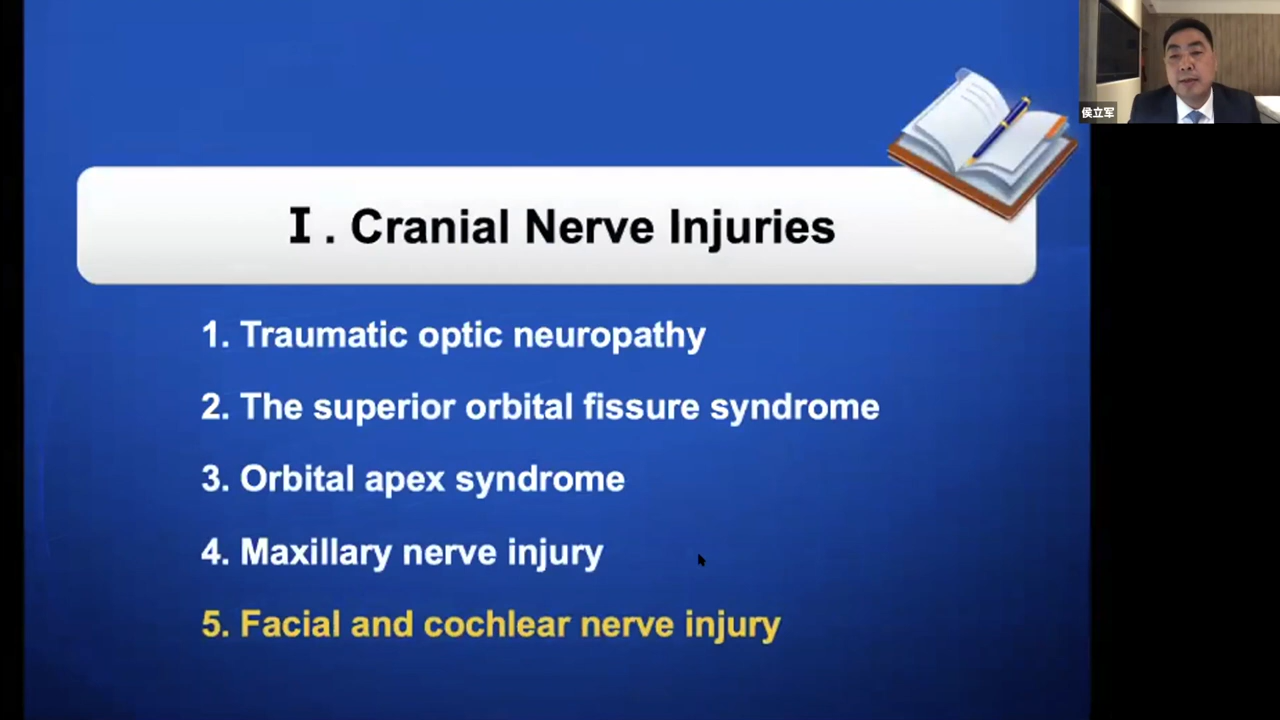 I . Cranial Nerve Injuries
1. Traumatic optic neuropathy
2. The superior orbital fissure syndrome
3. Orbital apex syndrome
4. Maxillary nerve injury
5. Facial and cochlear nerve injury
侯立军